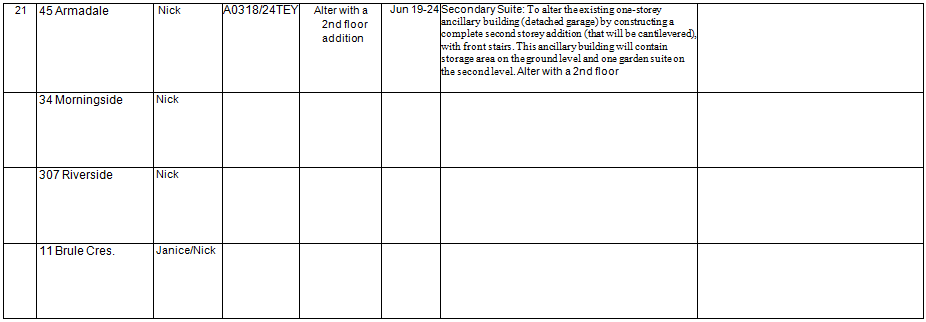 21 45 Armadale Nick A0318/24TEY Alter with a 2nd floor addition Jun 19-24 Secondary Suite: To alter the existing one-storey
ancillary building (detached garage) by constructing a
complete second storey addition (that will be cantilevered),
with front stairs. This ancillary building will contain
storage area on the ground level and one garden suite on
the second level. Alter with a 2nd floor
34 Morningside Nick
307 Riverside Nick
11 Brule Cres. Janice/Nick